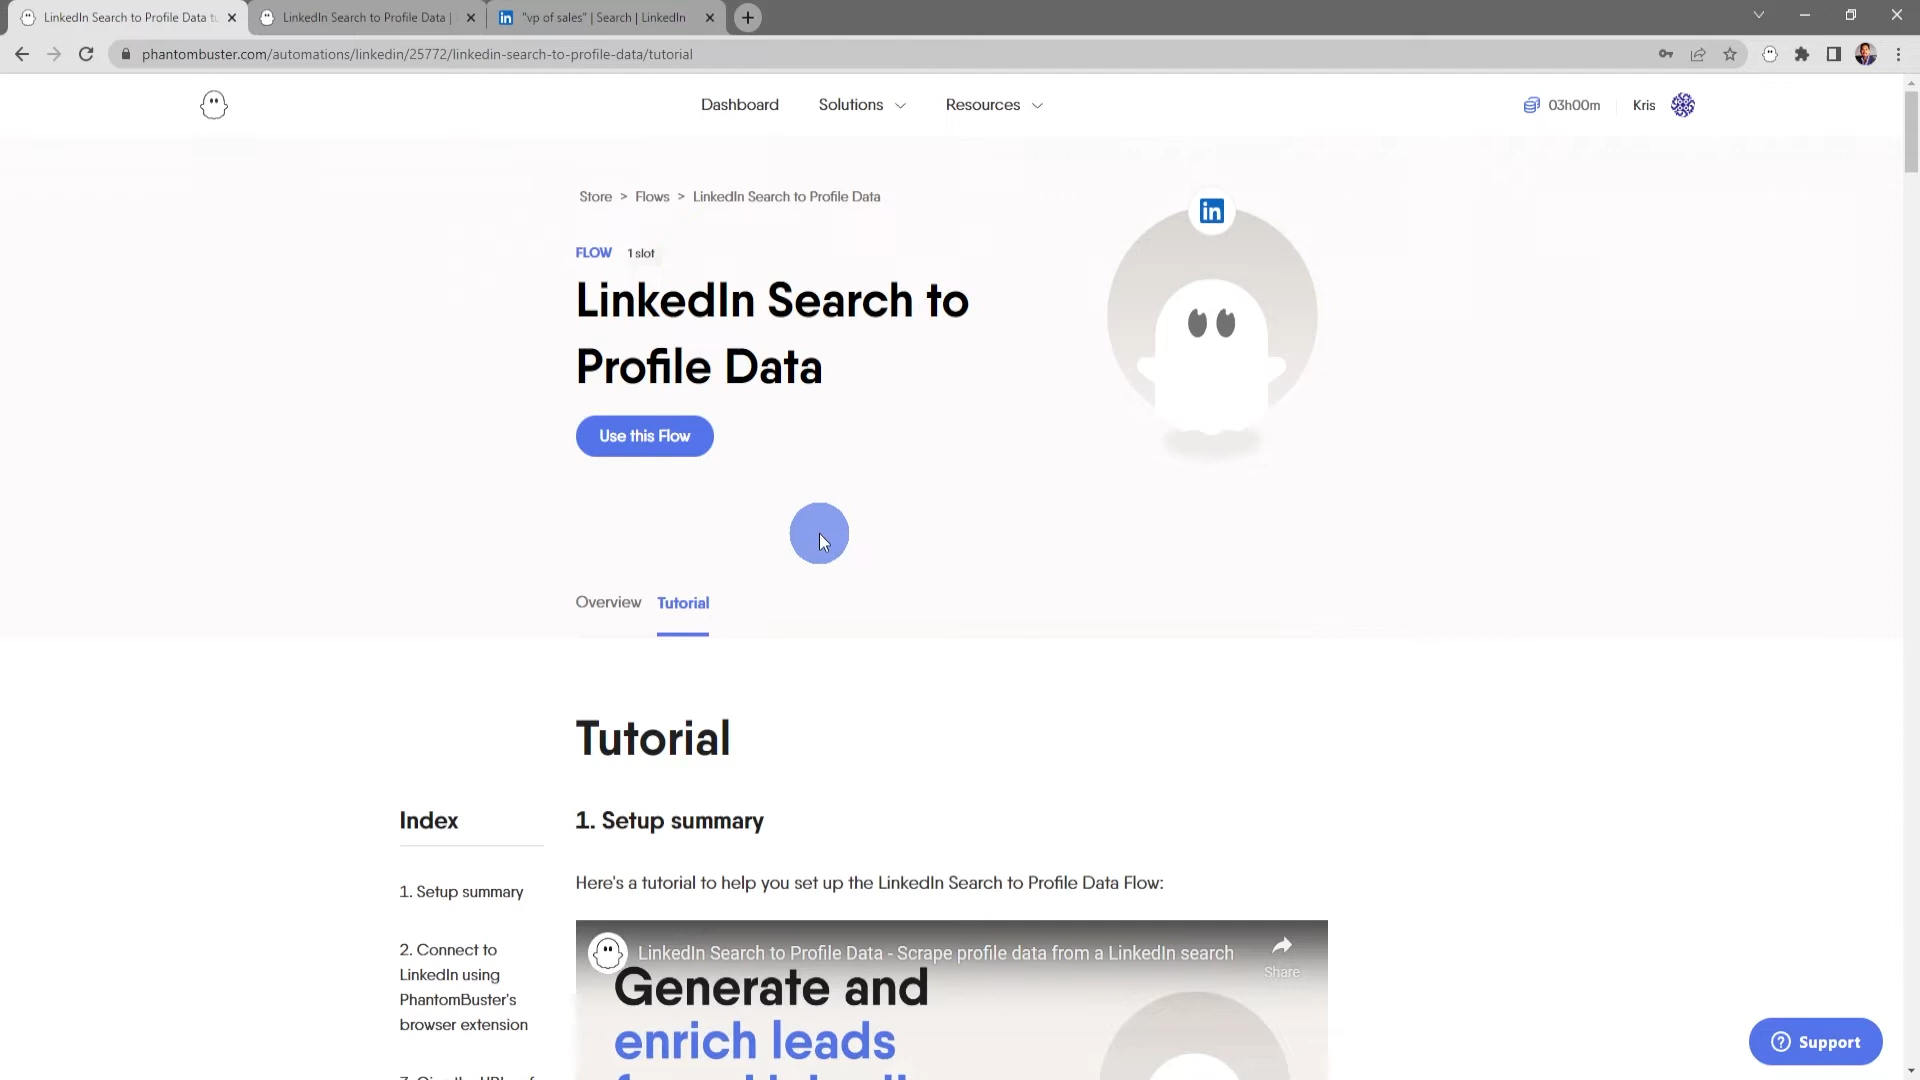 LinkedIn Search to Profile Data tu
LinkedIn Search to Profile Data |
"vp of sales" | Search | LinkedIn
phantombuster.com/automations/linkedin/25772/linkedin-search-to-profile-data/tutorial
Dashboard
Solutions
Resources
03h00m
Kris
Store > Flows > LinkedIn Search to Profile Data
in
FLOW 1 slot
LinkedIn Search to
Profile Data
Use this Flow
Overview
Tutorial
Tutorial
Index
1. Setup summary
2. Connect to
LinkedIn using
PhantomBuster's
browser extension
1. Setup summary
Here's a tutorial to help you set up the LinkedIn Search to Profile Data Flow:
LinkedIn Search to Profile Data - Scrape profile data from a LinkedIn search
Share
Generate and
enrich leads
Support